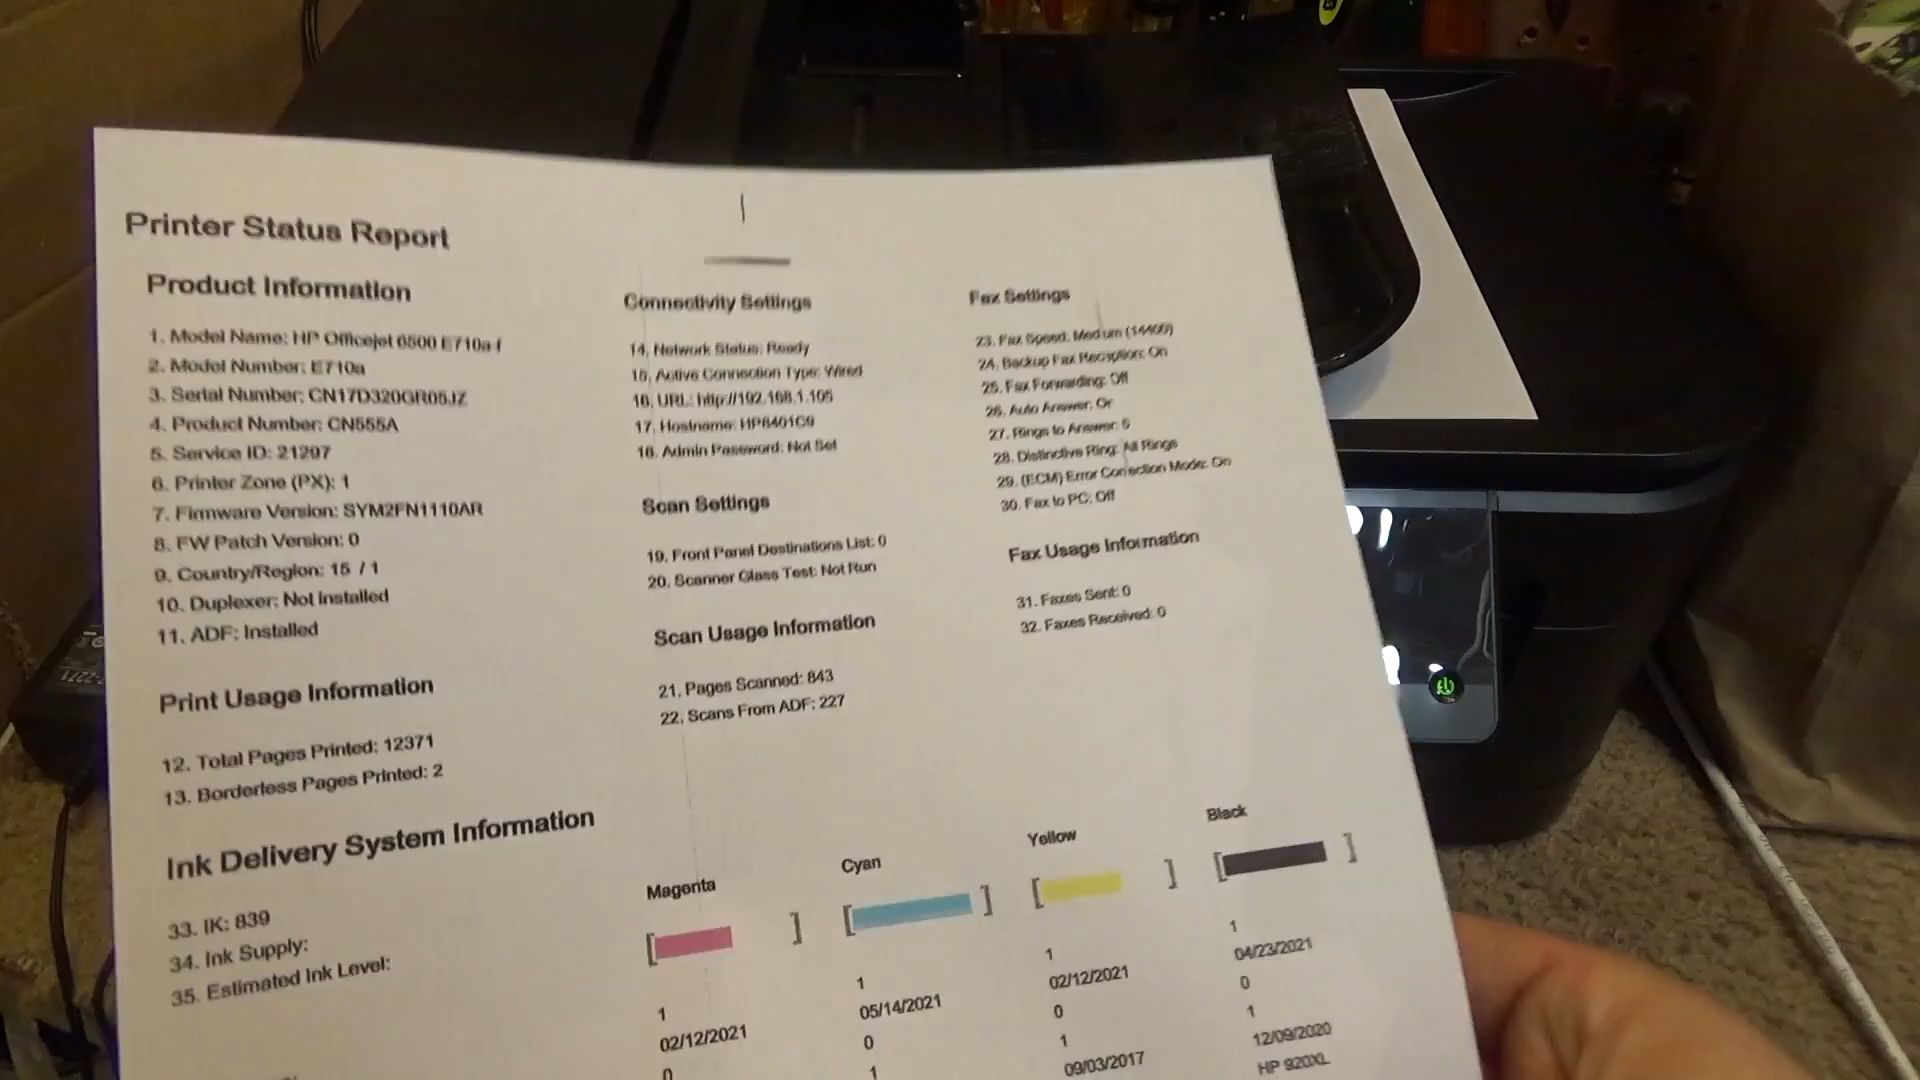 Printer Status Report
Product Information
1. Model Name: HP Officejet 6500 E710a-f
2. Model Number: E710a
3. Serial Number: CN17D320GR05JZ
4. Product Number: CN555A
5. Service ID: 21297
6. Printer Zone (PX): 1
7. Firmware Version: SYM2FN1110AR
8. FW Patch Version: 0
9. Country/Region: 15 / 1
10. Duplexer: Not Installed
11. ADF: Installed
Print Usage Information
12. Total Pages Printed: 12371
13. Borderless Pages Printed: 2
Connectivity Settings
14. Network Status: Ready
15. Active Connection Type: Wired
16. URL: http://192.168.1.105
17. Hostname: HP8401C9
18. Admin Password: Not Set
Scan Settings
19. Front Panel Destinations List: 0
20. Scanner Glass Test: Not Run
Scan Usage Information
21. Pages Scanned: 843
22. Scans From ADF: 227
Fax Settings
23. Fax Speed: Medium (14400)
24. Backup Fax Reception: On
25. Fax Forwarding: Off
26. Auto Answer: On
27. Rings to Answer: 5
28. Distinctive Ring: All Rings
29. (ECM) Error Correction Mode: On
30. Fax to PC: Off
Fax Usage Information
31. Faxes Sent: 0
32. Faxes Received: 0
Ink Delivery System Information
33. IK: 839
34. Ink Supply:
35. Estimated Ink Level:
Magenta Cyan Yellow Black
[ ] [ ] [ ] [ ]
1 1 1 1
02/12/2021 05/14/2021 02/12/2021 04/23/2021
0 0 0 0
1 1 1
09/03/2017 12/09/2020
HP 920XL